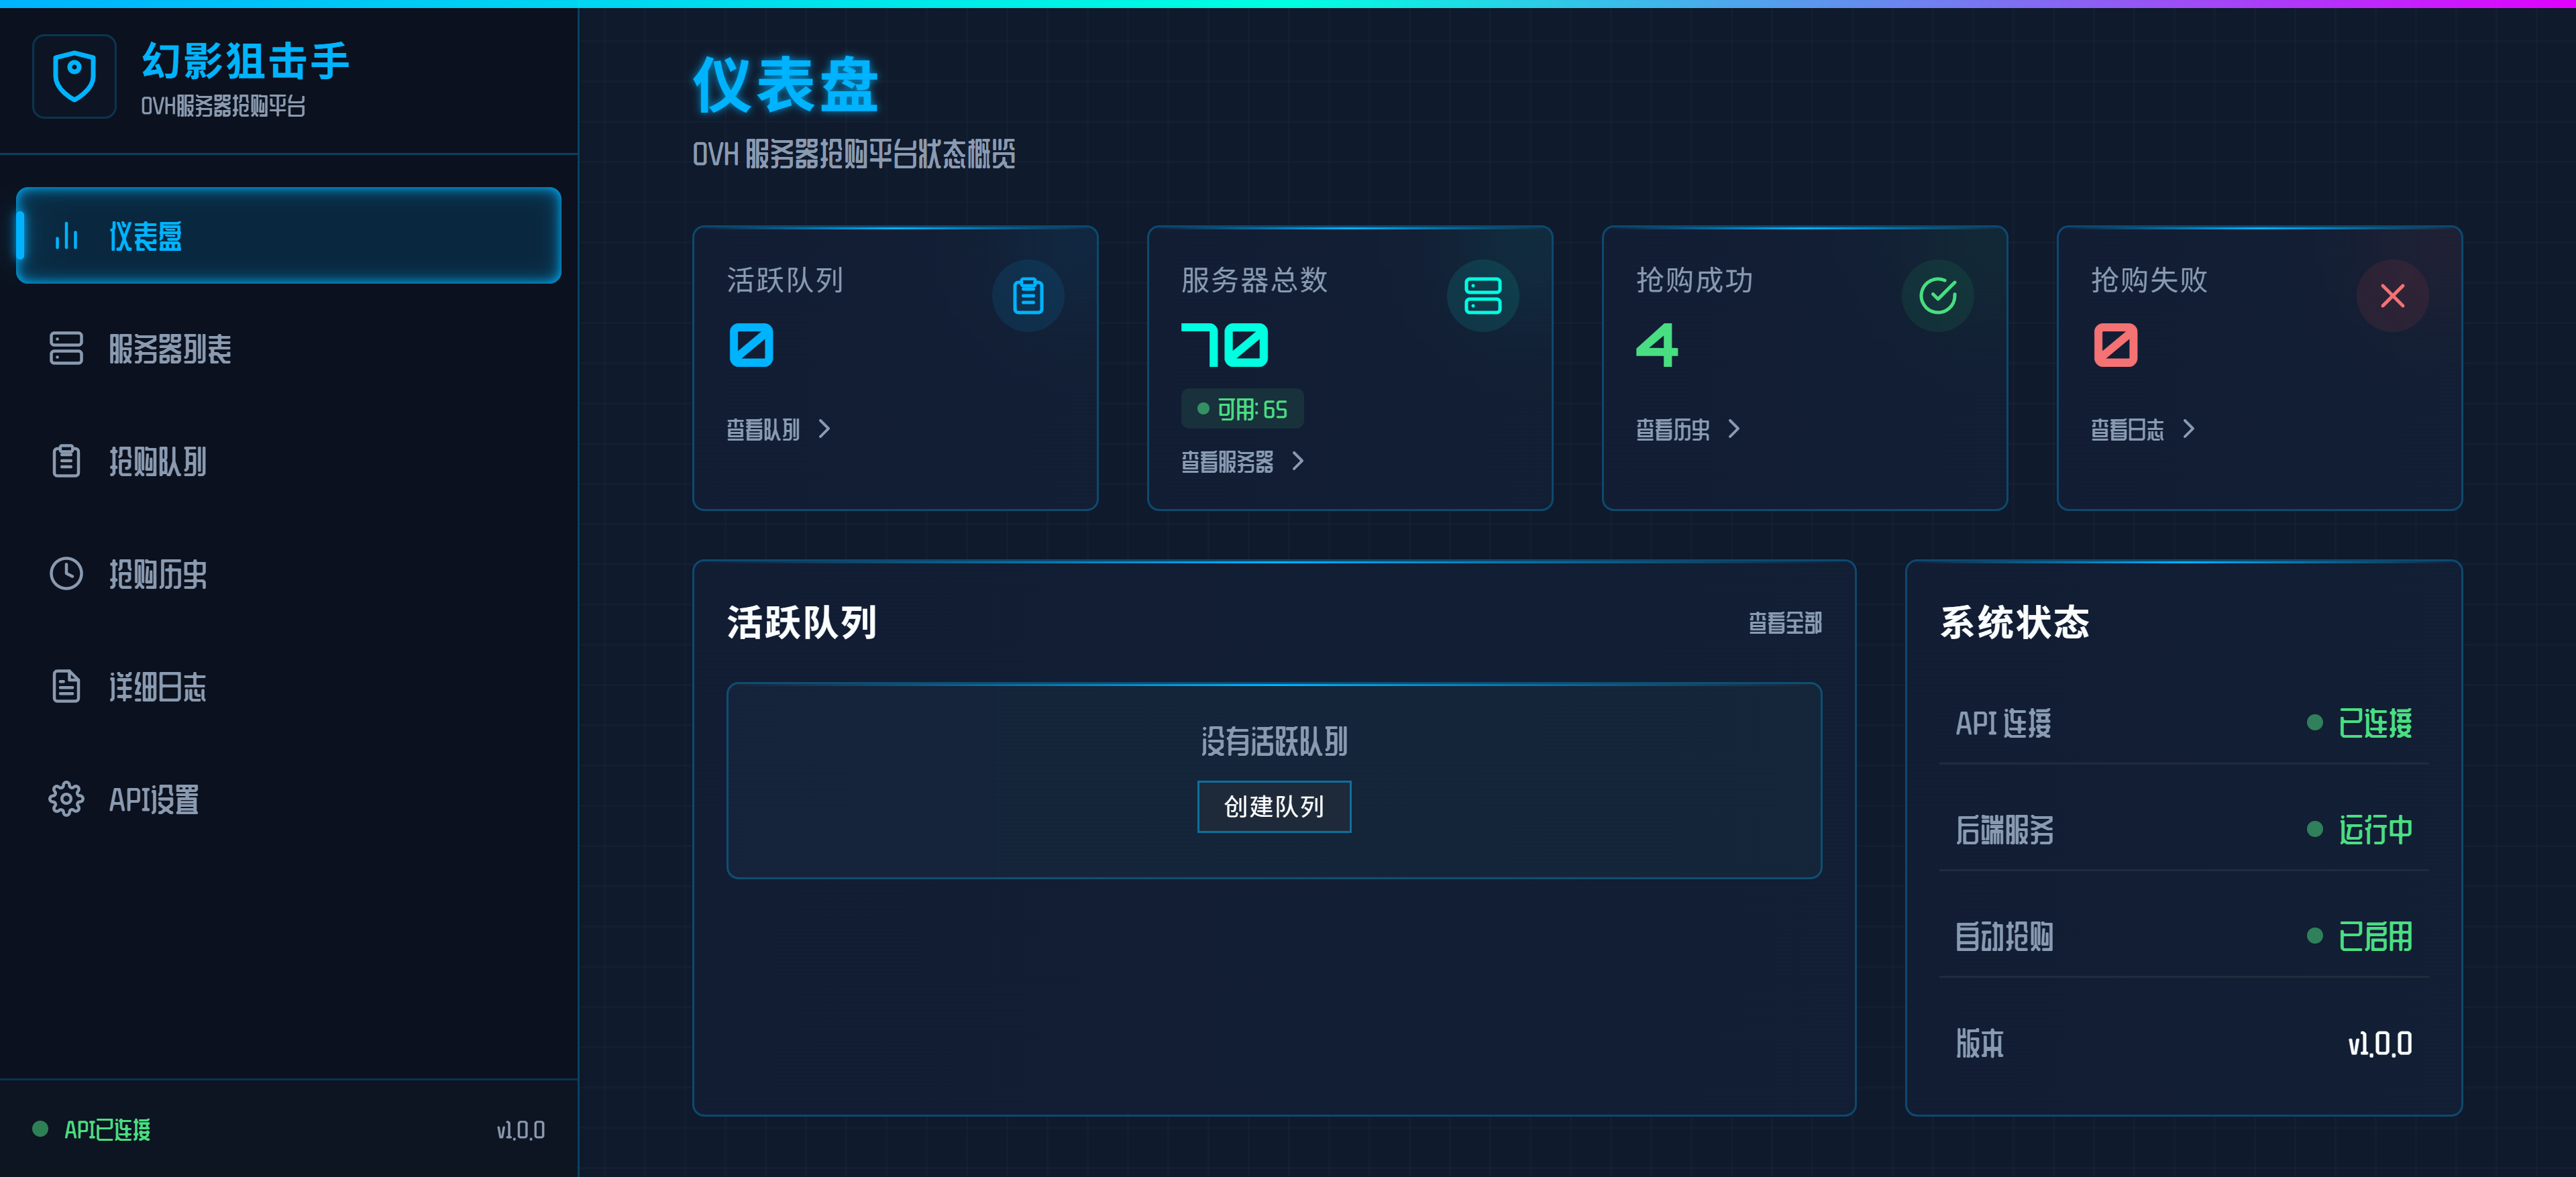 幻影狙击手
OVH服务器抢购平台
仪表盘
服务器列表
抢购队列
抢购历史
详细日志
API设置
API已连接
v1.0.0
仪表盘
OVH 服务器抢购平台状态概览
活跃队列
0
查看队列
服务器总数
70
可用: 65
查看服务器
抢购成功
4
查看历史
抢购失败
0
查看日志
活跃队列
查看全部
没有活跃队列
创建队列
系统状态
API 连接
已连接
后端服务
运行中
自动抢购
已启用
版本
v1.0.0